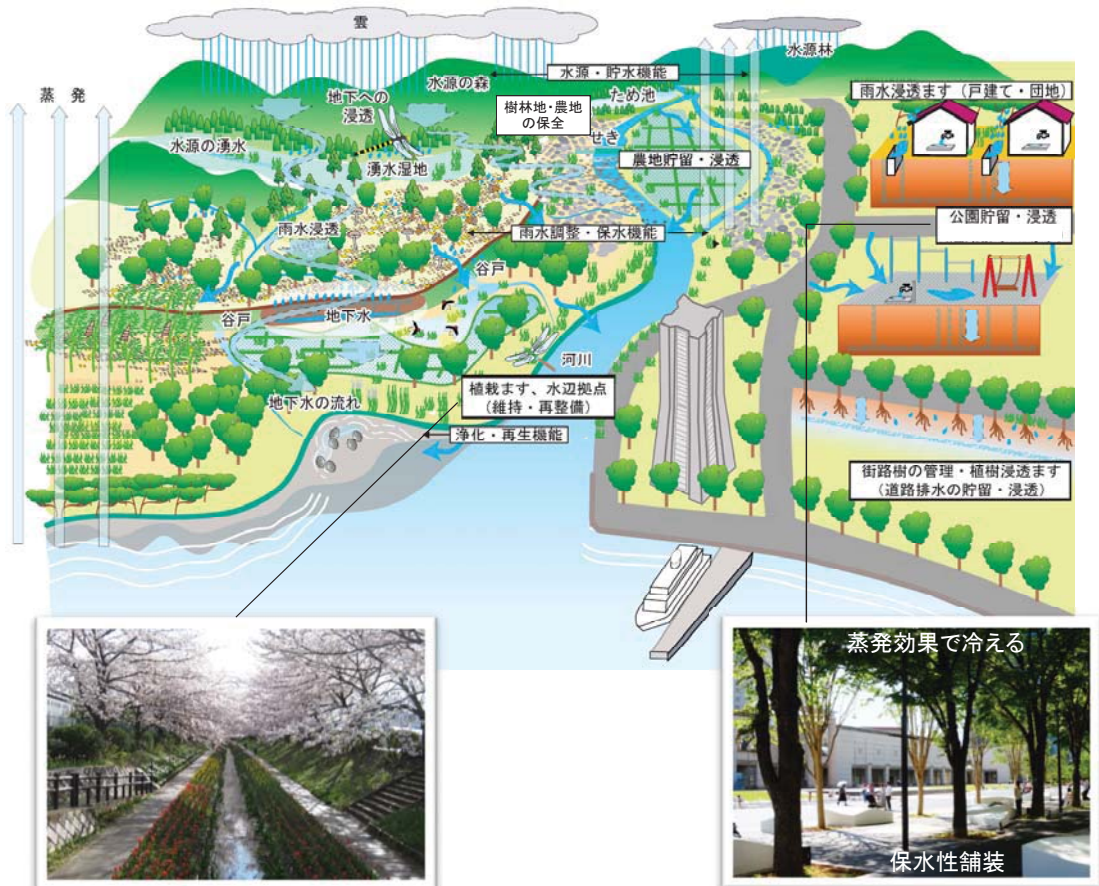 雲
水源林
水源の森
水源・貯水機能
蒸 発
地下への
浸透
ため池
雨水浸透ます（戸建て・団地）
樹林地・農地
の保全
せき
水源の湧水
湧水湿地
農地貯留・浸透
公園貯留・浸透
雨水浸透
雨水調整・保水機能
谷戸
谷戸
地下水
河川
植栽ます、水辺拠点
（維持・再整備）
地下水の流れ
浄化・再生機能
街路樹の管理・植樹浸透ます
（道路排水の貯留・浸透）
蒸発効果で冷える
保水性舗装